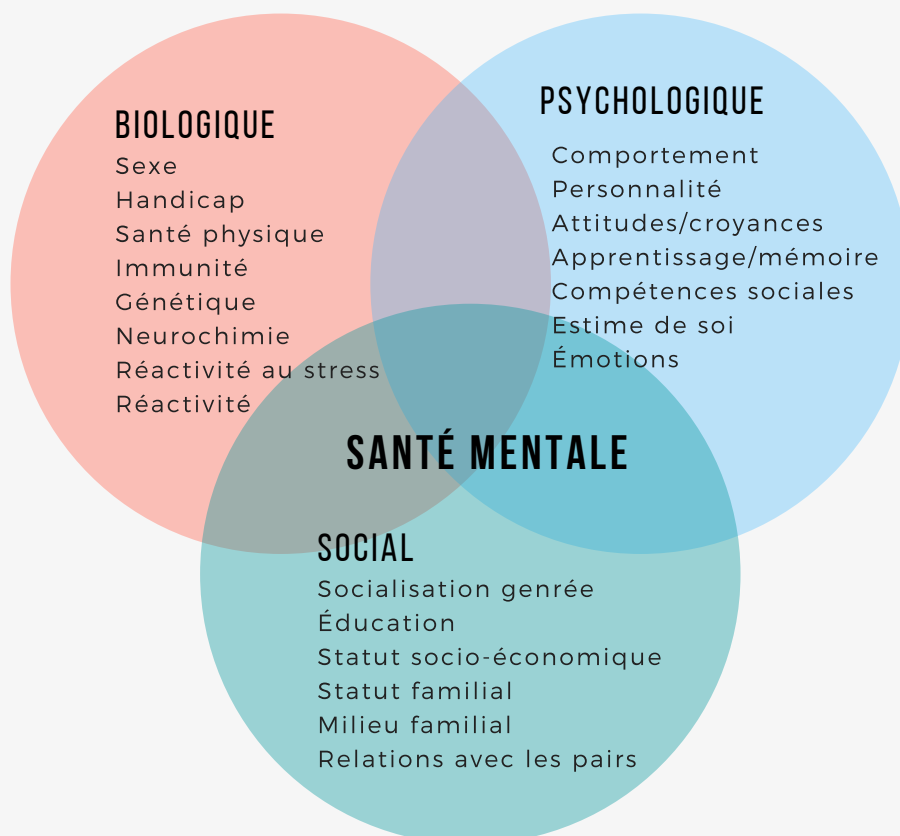 BIOLOGIQUE
Sexe
Handicap
Santé physique
Immunité
Génétique
Neurochimie
Réactivité au stress
Réactivité
PSYCHOLOGIQUE
Comportement
Personnalité
Attitudes/croyances
Apprentissage/mémoire
Compétences sociales
Estime de soi
Émotions
SANTÉ MENTALE
SOCIAL
Socialisation genrée
Éducation
Statut socio-économique
Statut familial
Milieu familial
Relations avec les pairs